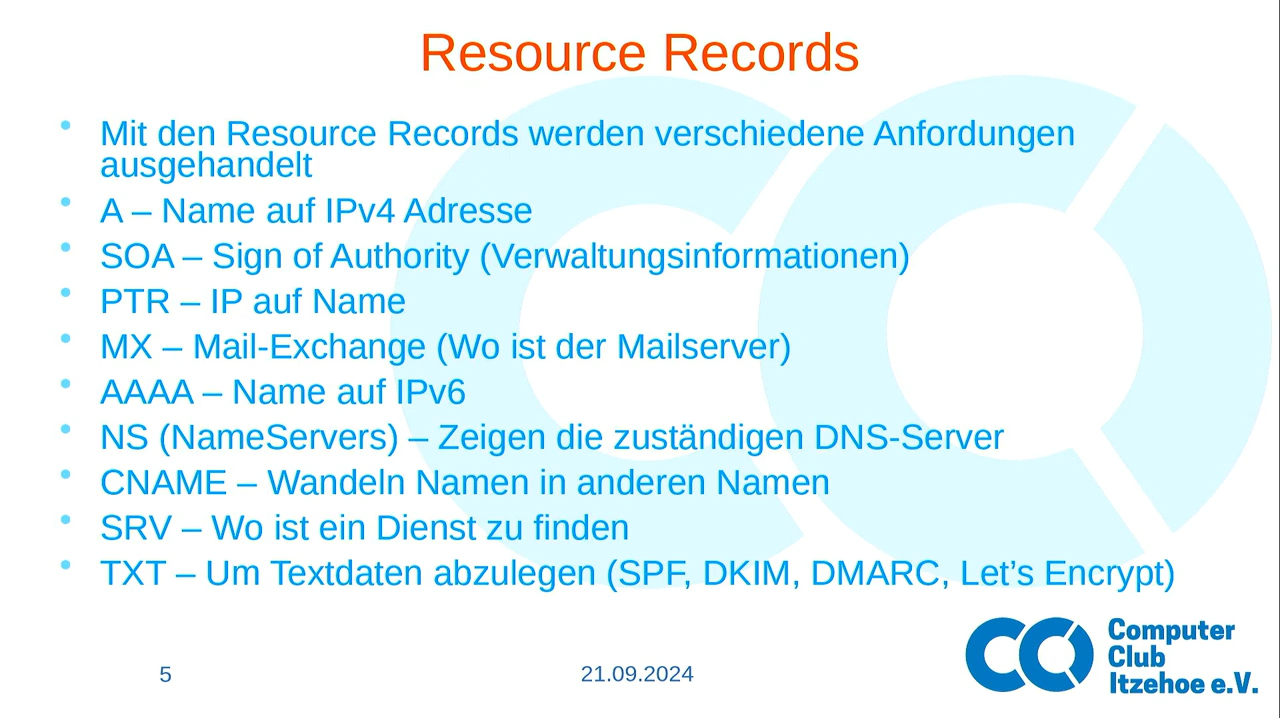 Resource Records
• Mit den Resource Records werden verschiedene Anfordungen
ausgehandelt
• A – Name auf IPv4 Adresse
• SOA – Sign of Authority (Verwaltungsinformationen)
• PTR – IP auf Name
• MX – Mail-Exchange (Wo ist der Mailserver)
• AAAA – Name auf IPv6
• NS (NameServers) – Zeigen die zuständigen DNS-Server
• CNAME – Wandeln Namen in anderen Namen
• SRV – Wo ist ein Dienst zu finden
• TXT – Um Textdaten abzulegen (SPF, DKIM, DMARC, Let’s Encrypt)
5
21.09.2024
Computer
Club
Itzehoe e.V.